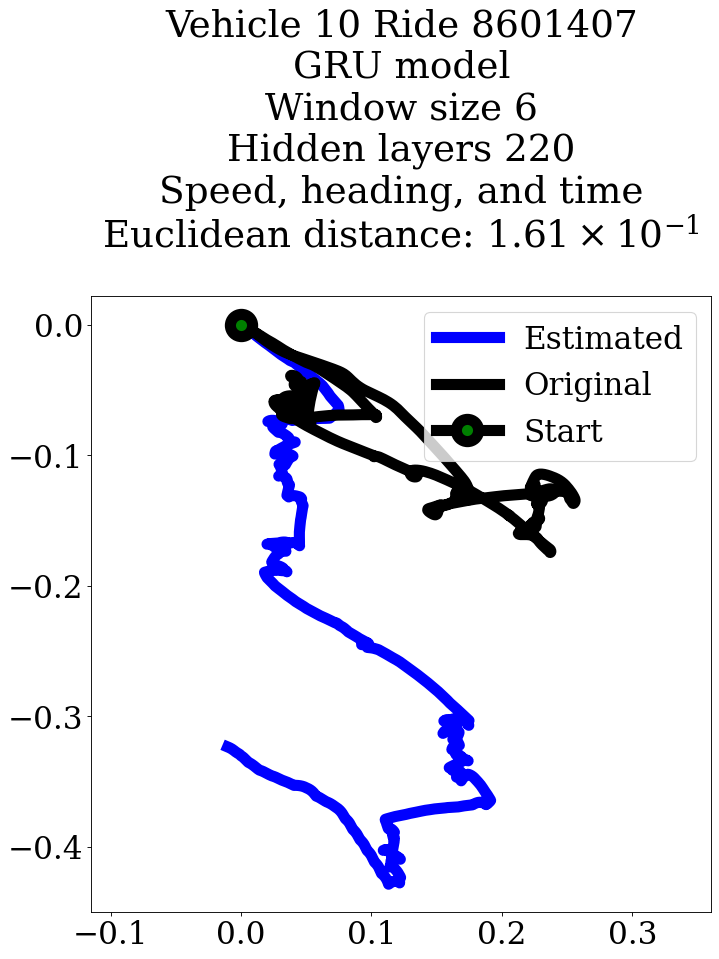 Vehicle 10 Ride 8601407
GRU model
Window size 6
Hidden layers 220
Speed, heading, and time
Euclidean distance: 1.61 × 10⁻¹
Estimated
Original
Start
0.0
−0.1
−0.2
−0.3
−0.4
−0.1 0.0 0.1 0.2 0.3